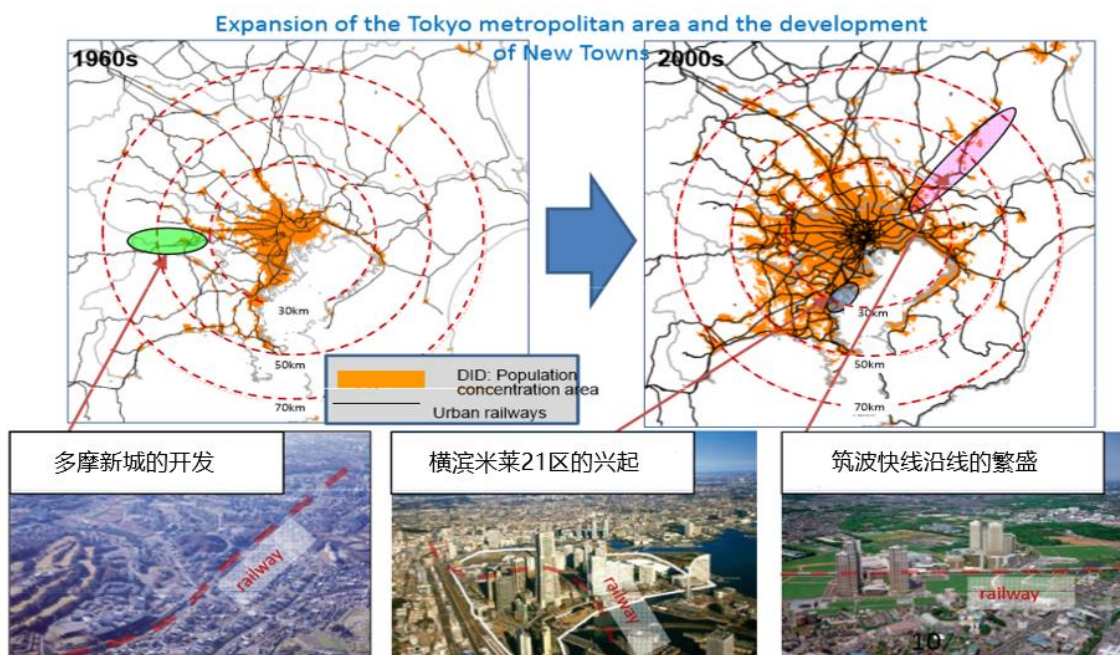 Expansion of the Tokyo metropolitan area and the development
of New Towns
1960s
2000s
30km
50km
70km
30km
50km
70km
DID: Population
concentration area
Urban railways
多摩新城的开发
横滨米莱21区的兴起
筑波快线沿线的繁盛
railway
railway
railway
10